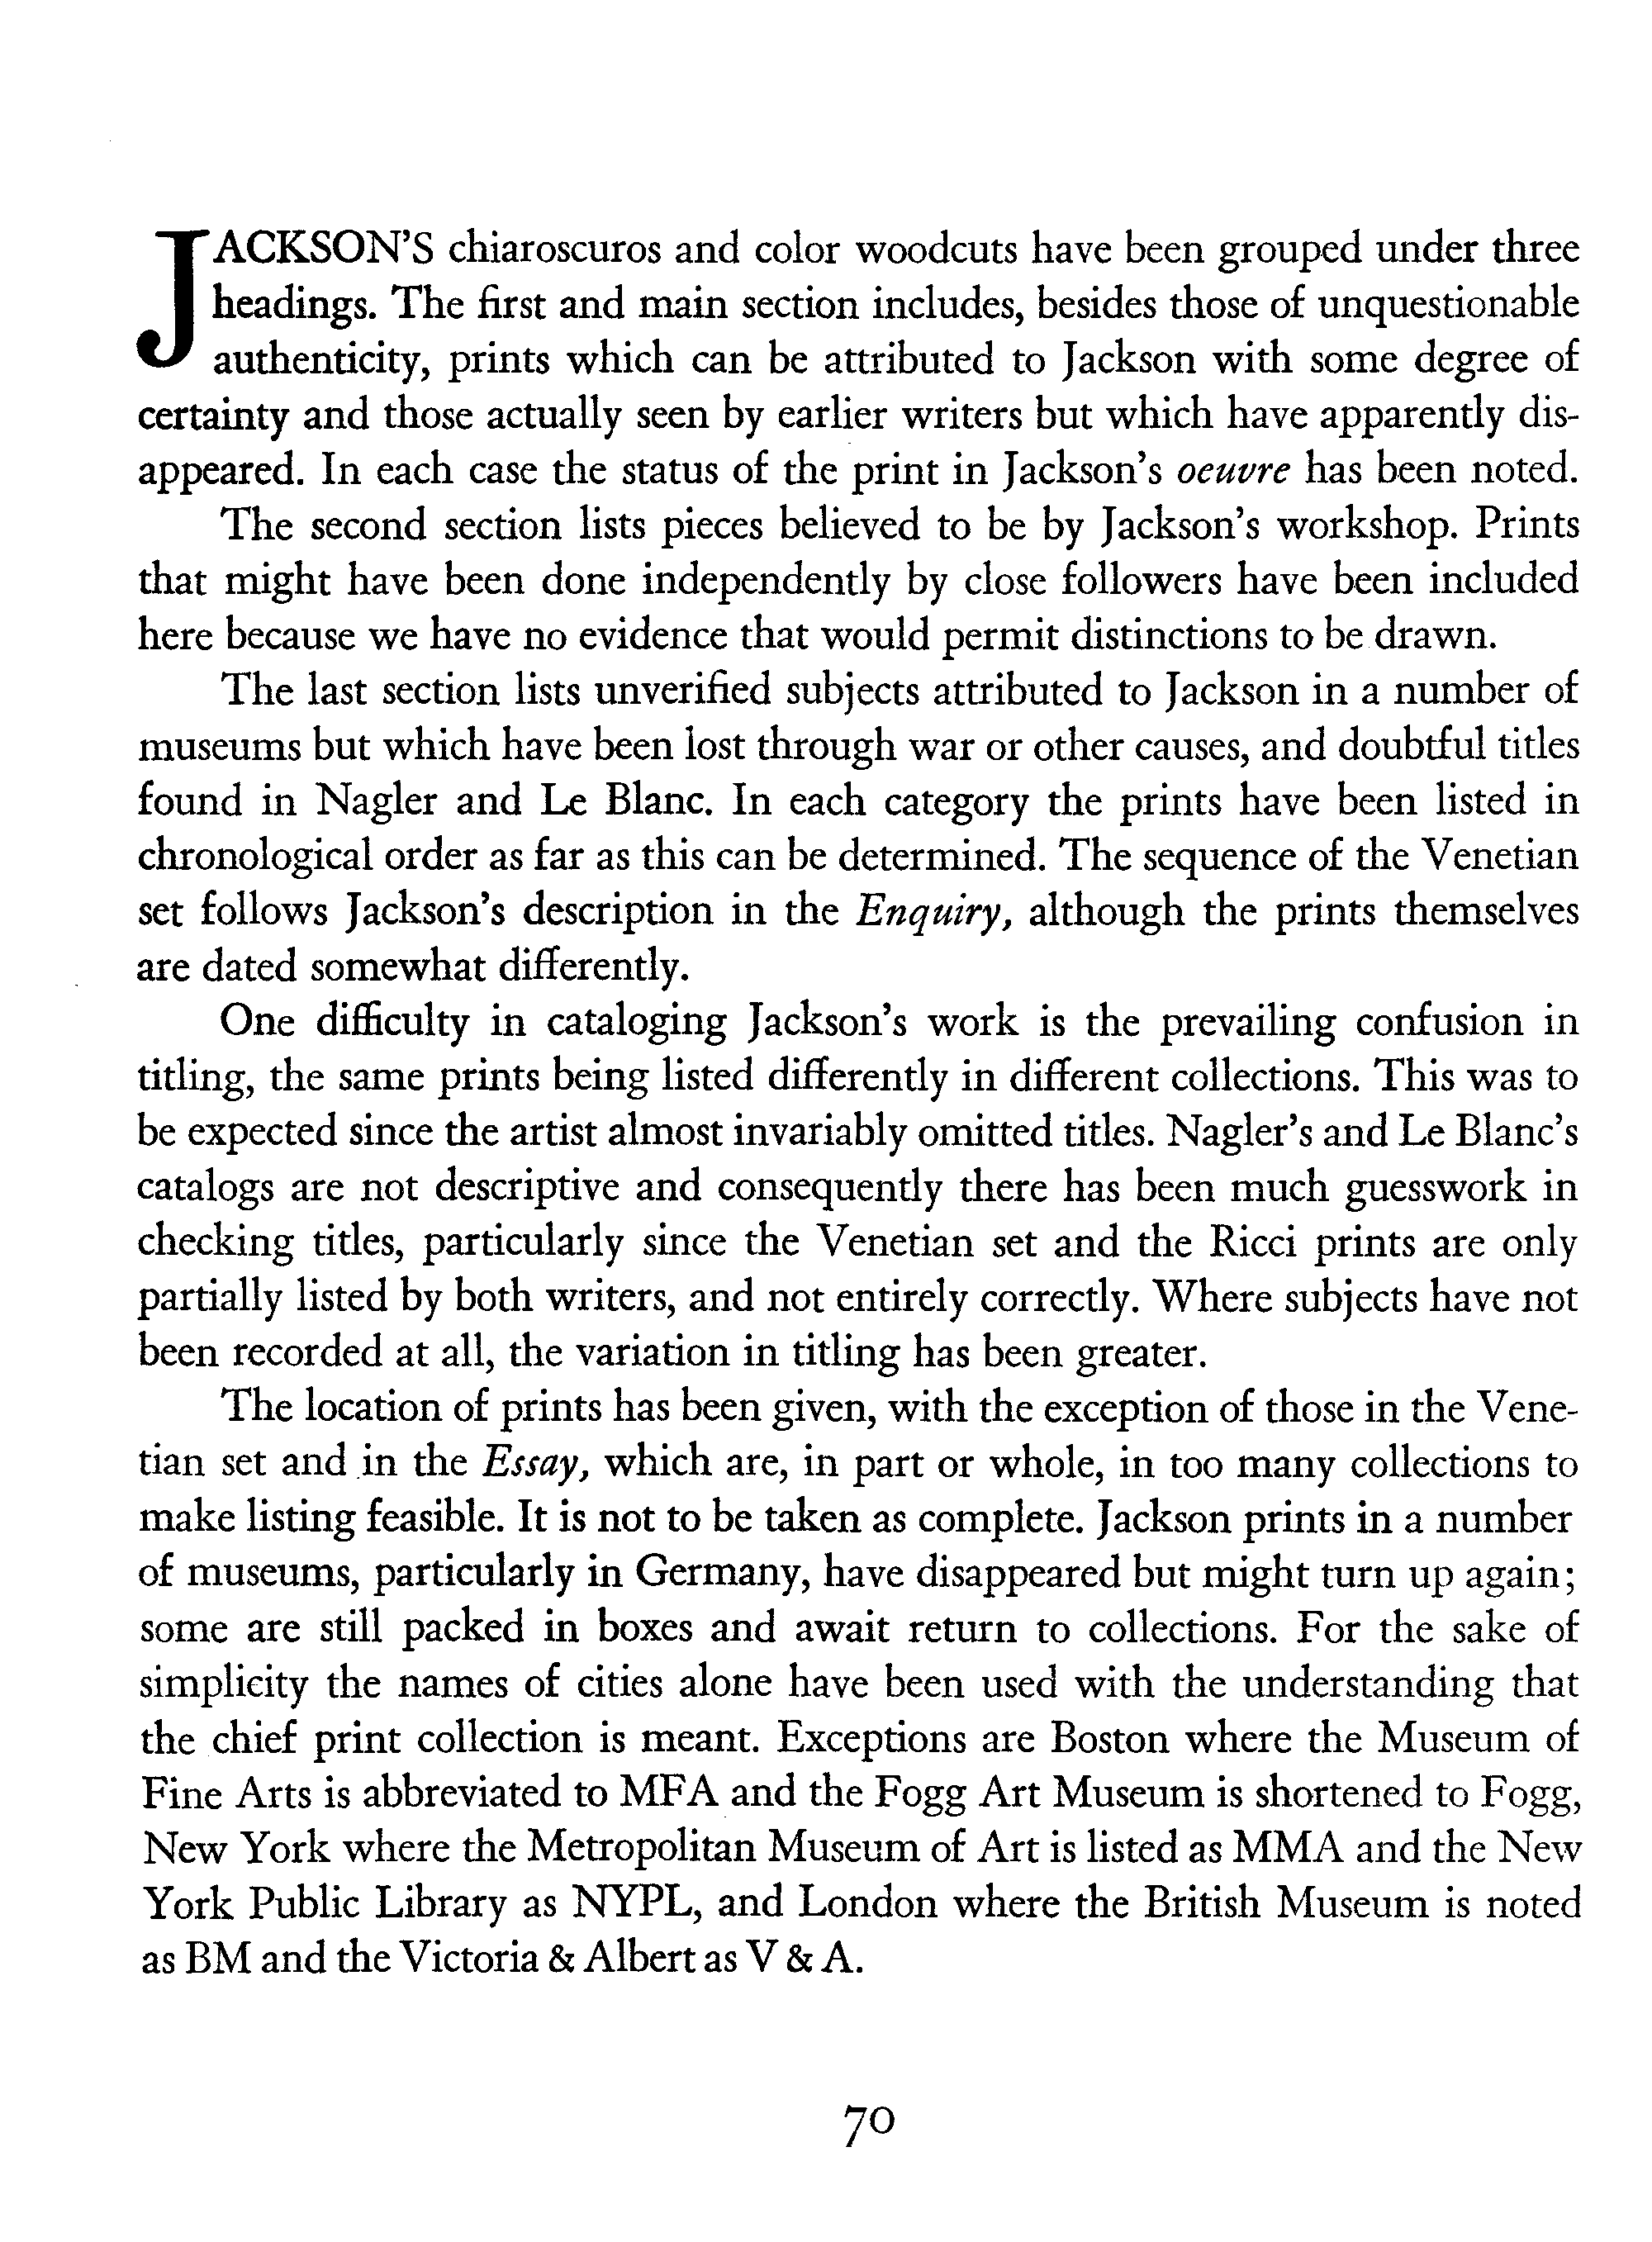 JACKSON'S chiaroscuros and color woodcuts have been grouped under three
headings. The first and main section includes, besides those of unquestionable
authenticity, prints which can be attributed to Jackson with some degree of
certainty and those actually seen by earlier writers but which have apparently dis-
appeared. In each case the status of the print in Jackson's oeuvre has been noted.
The second section lists pieces believed to be by Jackson's workshop. Prints
that might have been done independently by close followers have been included
here because we have no evidence that would permit distinctions to be drawn.
The last section lists unverified subjects attributed to Jackson in a number of
museums but which have been lost through war or other causes, and doubtful titles
found in Nagler and Le Blanc. In each category the prints have been listed in
chronological order as far as this can be determined. The sequence of the Venetian
set follows Jackson's description in the Enquiry, although the prints themselves
are dated somewhat differently.
One difficulty in cataloging Jackson's work is the prevailing confusion in
titling, the same prints being listed differently in different collections. This was to
be expected since the artist almost invariably omitted titles. Nagler's and Le Blanc's
catalogs are not descriptive and consequently there has been much guesswork in
checking titles, particularly since the Venetian set and the Ricci prints are only
partially listed by both writers, and not entirely correctly. Where subjects have not
been recorded at all, the variation in titling has been greater.
The location of prints has been given, with the exception of those in the Vene-
tian set and in the Essay, which are, in part or whole, in too many collections to
make listing feasible. It is not to be taken as complete. Jackson prints in a number
of museums, particularly in Germany, have disappeared but might turn up again;
some are still packed in boxes and await return to collections. For the sake of
simplicity the names of cities alone have been used with the understanding that
the chief print collection is meant. Exceptions are Boston where the Museum of
Fine Arts is abbreviated to MFA and the Fogg Art Museum is shortened to Fogg,
New York where the Metropolitan Museum of Art is listed as MMA and the New
York Public Library as NYPL, and London where the British Museum is noted
as BM and the Victoria & Albert as V & A.
70